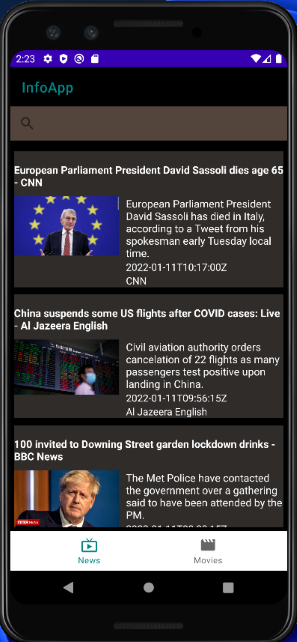 2:23
InfoApp
European Parliament President David Sassoli dies age 65
- CNN
European Parliament President
David Sassoli has died in Italy,
according to a Tweet from his
spokesman early Tuesday local
time.
2022-01-11T10:17:00Z
CNN
China suspends some US flights after COVID cases: Live
- Al Jazeera English
Civil aviation authority orders
cancelation of 22 flights as many
passengers test positive upon
landing in China.
2022-01-11T09:56:15Z
Al Jazeera English
100 invited to Downing Street garden lockdown drinks -
BBC News
The Met Police have contacted
the government over a gathering
said to have been attended by the
PM.
News
Movies